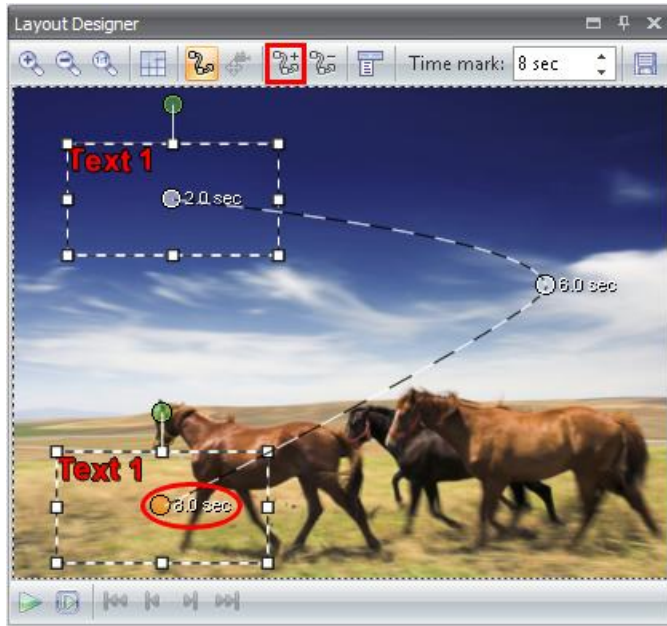 Layout Designer
Time mark: 8 sec
Text 1
2.0 sec
6.0 sec
Text 1
8.0 sec